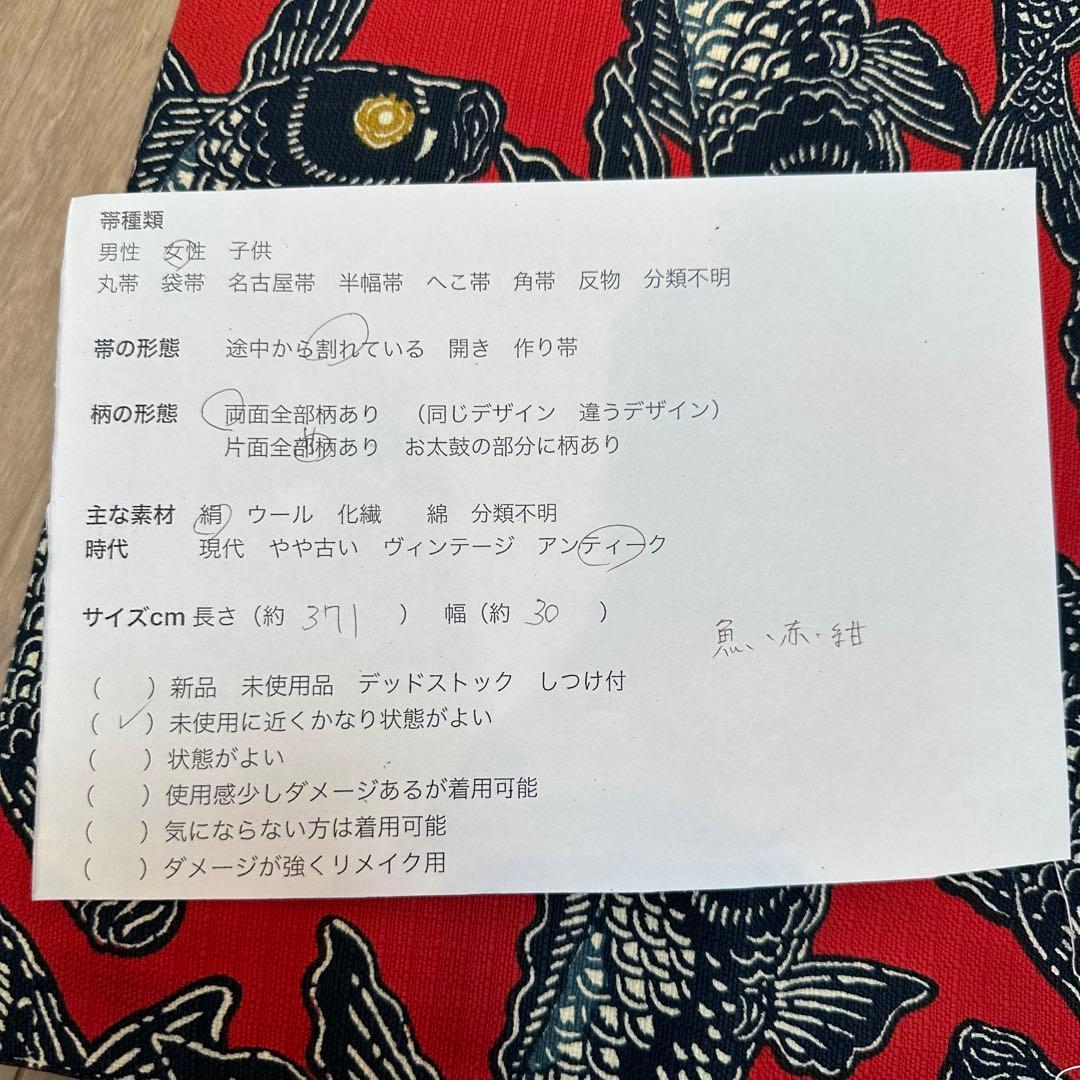 帯種類
男性 女性 子供
丸帯 袋帯 名古屋帯 半幅帯 へこ帯 角帯 反物 分類不明
帯の形態 途中から割れている 開き 作り帯
柄の形態 両面全部柄あり (同じデザイン 違うデザイン)
片面全部柄あり お太鼓の部分に柄あり
主な素材 絹 ウール 化繊 綿 分類不明
時代 現代 やや古い ヴィンテージ アンティーク
サイズcm 長さ(約 371 ) 幅(約 30 )
魚、赤、紺
( )新品 未使用品 デッドストック しつけ付
(✓)未使用に近くかなり状態がよい
( )状態がよい
( )使用感少しダメージあるが着用可能
( )気にならない方は着用可能
( )ダメージが強くリメイク用